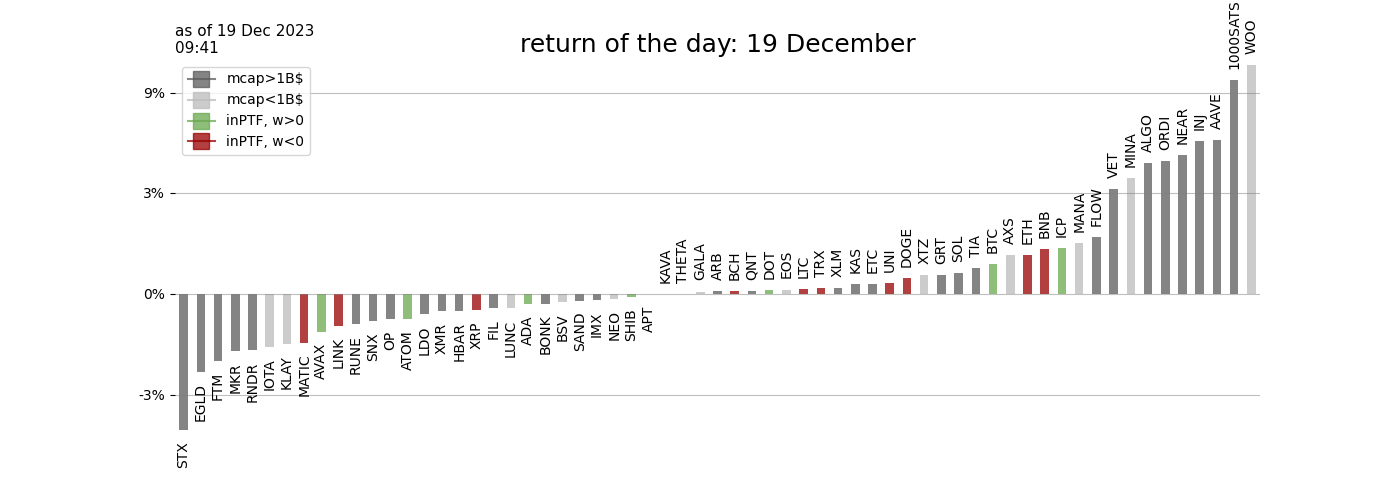 as of 19 Dec 2023
09:41
return of the day: 19 December
mcap>1B$
mcap<1B$
inPTF, w>0
inPTF, w<0
9%
3%
0%
-3%
STX
EGLD
FTM
MKR
RNDR
IOTA
KLAY
MATIC
AVAX
LINK
RUNE
SNX
OP
ATOM
LDO
XMR
HBAR
XRP
FIL
LUNC
ADA
BONK
BSV
SAND
IMX
NEO
SHIB
APT
KAVA
THETA
GALA
ARB
BCH
QNT
DOT
EOS
LTC
TRX
XLM
KAS
ETC
UNI
DOGE
XTZ
GRT
SOL
TIA
BTC
AXS
ETH
BNB
ICP
MANA
FLOW
VET
MINA
ALGO
ORDI
NEAR
INJ
AAVE
1000SATS
WOO